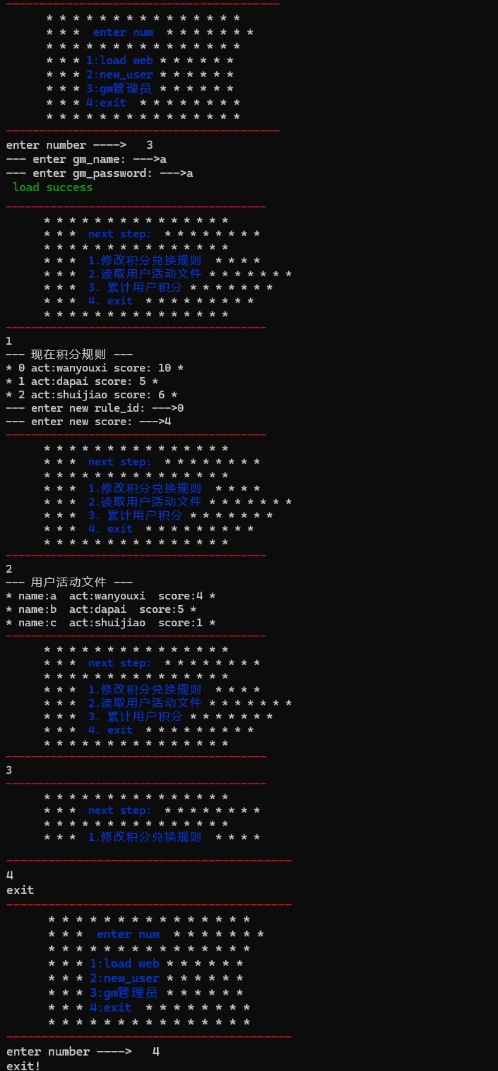 ----------------------------------------
* * * * * * * * * * * * * *
* * * enter num * * * * * * *
* * * * * * * * * * * * * *
* * * 1:load web * * * * * *
* * * 2:new_user * * * * * *
* * * 3:gm管理员 * * * * * *
* * * 4:exit * * * * * * * *
* * * * * * * * * * * * * *
----------------------------------------
enter number ----> 3
--- enter gm_name: --->a
--- enter gm_password: --->a
load success
--------------------------------------
* * * * * * * * * * * * * * *
* * * next step: * * * * * * * *
* * * * * * * * * * * * * * *
* * * 1.修改积分兑换规则 * * * *
* * * 2.读取用户活动文件 * * * * * * *
* * * 3. 累计用户积分 * * * * * * *
* * * 4. exit * * * * * * * * *
* * * * * * * * * * * * * * *
--------------------------------------
1
--- 现在积分规则 ---
* 0 act:wanyouxi score: 10 *
* 1 act:dapai score: 5 *
* 2 act:shuijiao score: 6 *
--- enter new rule_id: --->0
--- enter new score: --->4
--------------------------------------
* * * * * * * * * * * * * * *
* * * next step: * * * * * * * *
* * * * * * * * * * * * * * *
* * * 1.修改积分兑换规则 * * * *
* * * 2.读取用户活动文件 * * * * * * *
* * * 3. 累计用户积分 * * * * * * *
* * * 4. exit * * * * * * * * *
* * * * * * * * * * * * * * *
--------------------------------------
2
--- 用户活动文件 ---
* name:a act:wanyouxi score:4 *
* name:b act:dapai score:5 *
* name:c act:shuijiao score:1 *
--------------------------------------
* * * * * * * * * * * * * * *
* * * next step: * * * * * * * *
* * * * * * * * * * * * * * *
* * * 1.修改积分兑换规则 * * * *
* * * 2.读取用户活动文件 * * * * * * *
* * * 3. 累计用户积分 * * * * * * *
* * * 4. exit * * * * * * * * *
* * * * * * * * * * * * * * *
--------------------------------------
3
--------------------------------------
* * * * * * * * * * * * * * *
* * * next step: * * * * * * * *
* * * * * * * * * * * * * * *
* * * 1.修改积分兑换规则 * * * *
----------------------------------------
4
exit
----------------------------------------
* * * * * * * * * * * * * * *
* * * enter num * * * * * * *
* * * * * * * * * * * * * * *
* * * 1:load web * * * * * *
* * * 2:new_user * * * * * *
* * * 3:gm管理员 * * * * * *
* * * 4:exit * * * * * * * *
* * * * * * * * * * * * * * *
----------------------------------------
enter number ----> 4
exit!